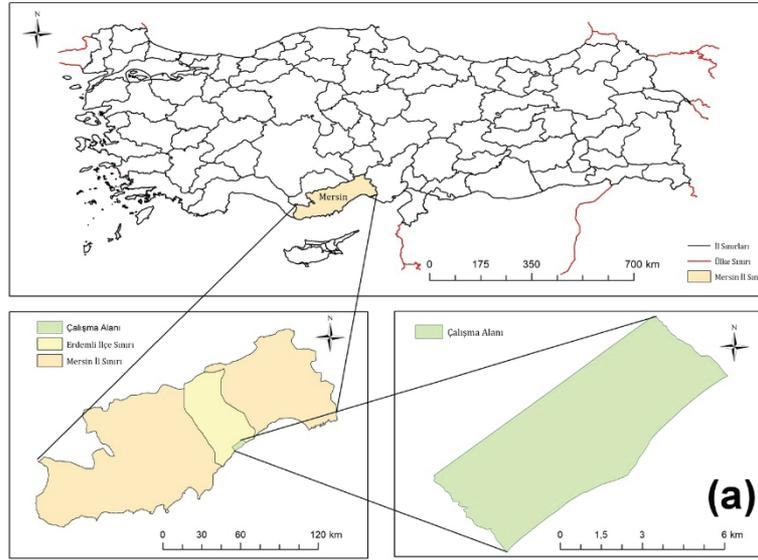 N
Mersin
İl Sınırları
Ülke Sınırı
Mersin İl Sını
0 175 350 700 km
Çalışma Alanı
Erdemli İlçe Sınırı
Mersin İl Sınırı
N
0 30 60 120 km
Çalışma Alanı
N
(a)
0 1,5 3 6 km